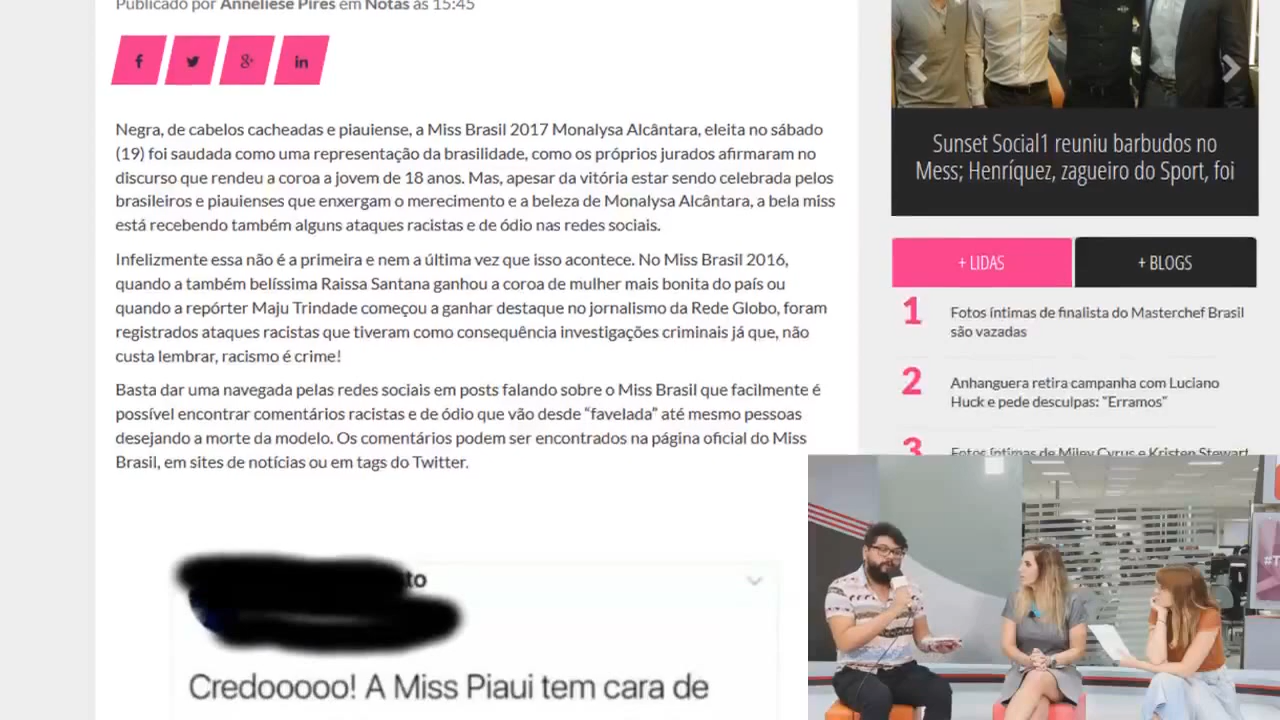 Publicado por Anneliese Pires em Notas às 15:45
Negra, de cabelos cacheadas e piauiense, a Miss Brasil 2017 Monalysa Alcântara, eleita no sábado
(19) foi saudada como uma representação da brasilidade, como os próprios jurados afirmaram no
discurso que rendeu a coroa a jovem de 18 anos. Mas, apesar da vitória estar sendo celebrada pelos
brasileiros e piauienses que enxergam o merecimento e a beleza de Monalysa Alcântara, a bela miss
está recebendo também alguns ataques racistas e de ódio nas redes sociais.
Infelizmente essa não é a primeira e nem a última vez que isso acontece. No Miss Brasil 2016,
quando a também belíssima Raissa Santana ganhou a coroa de mulher mais bonita do país ou
quando a repórter Maju Trindade começou a ganhar destaque no jornalismo da Rede Globo, foram
registrados ataques racistas que tiveram como consequência investigações criminais já que, não
custa lembrar, racismo é crime!
Basta dar uma navegada pelas redes sociais em posts falando sobre o Miss Brasil que facilmente é
possível encontrar comentários racistas e de ódio que vão desde “favelada” até mesmo pessoas
desejando a morte da modelo. Os comentários podem ser encontrados na página oficial do Miss
Brasil, em sites de notícias ou em tags do Twitter.
to
Credooooo! A Miss Piaui tem cara de
Sunset Social1 reuniu barbudos no
Mess; Henríquez, zagueiro do Sport, foi
+ LIDAS
+ BLOGS
1
Fotos íntimas de finalista do Masterchef Brasil
são vazadas
2
Anhanguera retira campanha com Luciano
Huck e pede desculpas: “Erramos”
3
Fotos íntimas de Miley Cyrus e Kristen Stewart